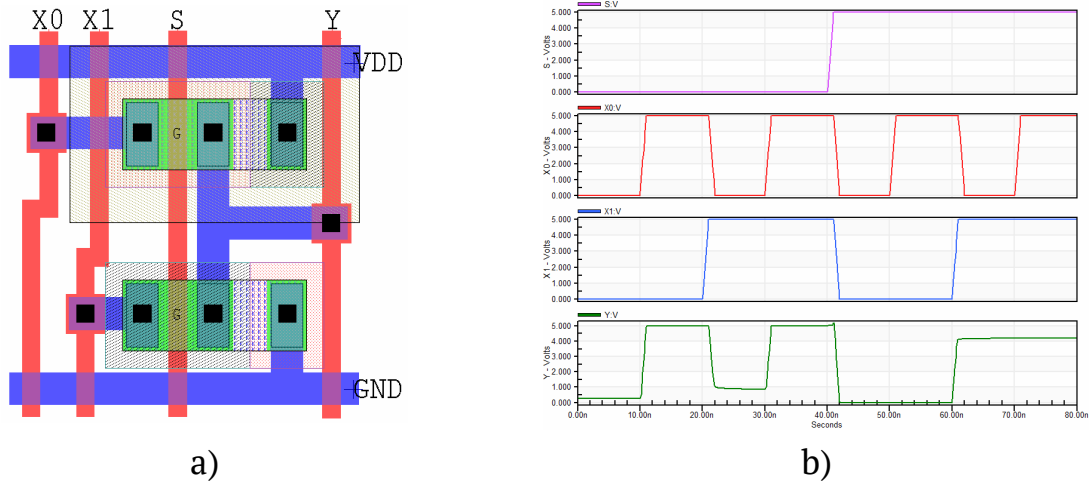 X0 X1 S Y
VDD
G
G
GND
a)
S:V
S - Volts
5.000
4.000
3.000
2.000
1.000
0.000
X0:V
X0 - Volts
5.000
4.000
3.000
2.000
1.000
0.000
X1:V
X1 - Volts
5.000
4.000
3.000
2.000
1.000
0.000
Y:V
Y - Volts
5.000
4.000
3.000
2.000
1.000
0.000
0.00n 10.00n 20.00n 30.00n 40.00n 50.00n 60.00n 70.00n 80.00n
Seconds
b)